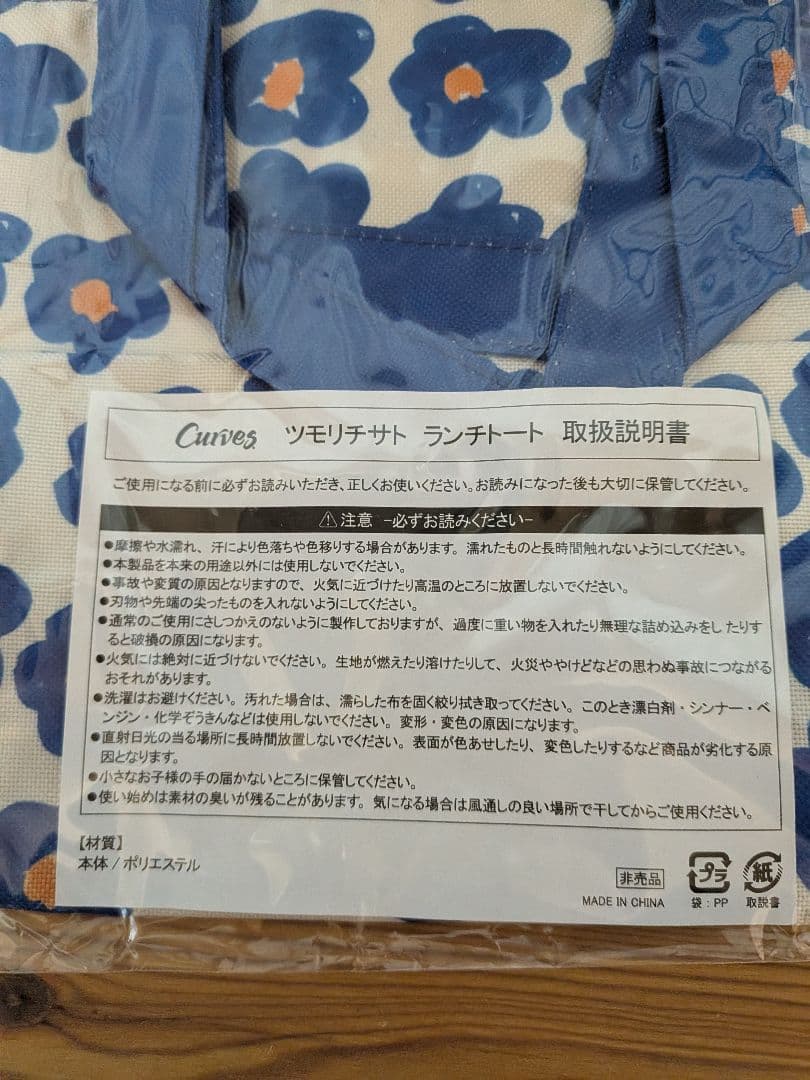 Curves ツモリチサト ランチトート 取扱説明書
ご使用になる前に必ずお読みいただき、正しくお使いください。お読みになった後も大切に保管してください。
⚠注意 -必ずお読みください-
●摩擦や水濡れ、汗により色落ちや色移りする場合があります。濡れたものと長時間触れないようにしてください。
●本製品を本来の用途以外には使用しないでください。
●事故や変質の原因となりますので、火気に近づけたり高温のところに放置しないでください。
●刃物や先端の尖ったものを入れないようにしてください。
●通常のご使用にさしつかえのないように製作しておりますが、過度に重い物を入れたり無理な詰め込みをしたりす
ると破損の原因になります。
●火気には絶対に近づけないでください。生地が燃えたり溶けたりして、火災ややけどなどの思わぬ事故につながる
おそれがあります。
●洗濯はお避けください。汚れた場合は、濡らした布を固く絞り拭き取ってください。このとき漂白剤・シンナー・ベ
ンジン・化学ぞうきんなどは使用しないでください。変形・変色の原因になります。
●直射日光の当る場所に長時間放置しないでください。表面が色あせしたり、変色したりするなど商品が劣化する原
因となります。
●小さなお子様の手の届かないところに保管してください。
●使い始めは素材の臭いが残ることがあります。気になる場合は風通しの良い場所で干してからご使用ください。
【材質】
本体/ポリエステル
非売品 プラ 紙
MADE IN CHINA 袋:PP 取説書